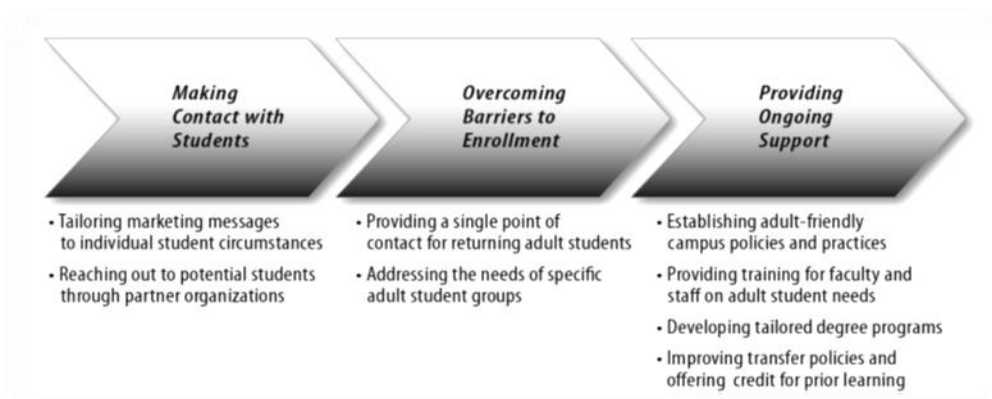 Making
Contact with
Students
Overcoming
Barriers to
Enrollment
Providing
Ongoing
Support
• Tailoring marketing messages
to individual student circumstances
• Reaching out to potential students
through partner organizations
• Providing a single point of
contact for returning adult students
• Addressing the needs of specific
adult student groups
• Establishing adult-friendly
campus policies and practices
• Providing training for faculty and
staff on adult student needs
• Developing tailored degree programs
• Improving transfer policies and
offering credit for prior learning